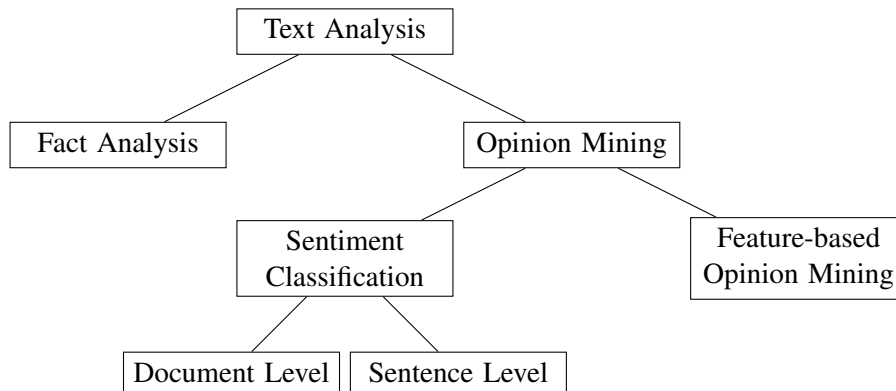 Text Analysis
Fact Analysis
Opinion Mining
Sentiment
Classification
Feature-based
Opinion Mining
Document Level
Sentence Level